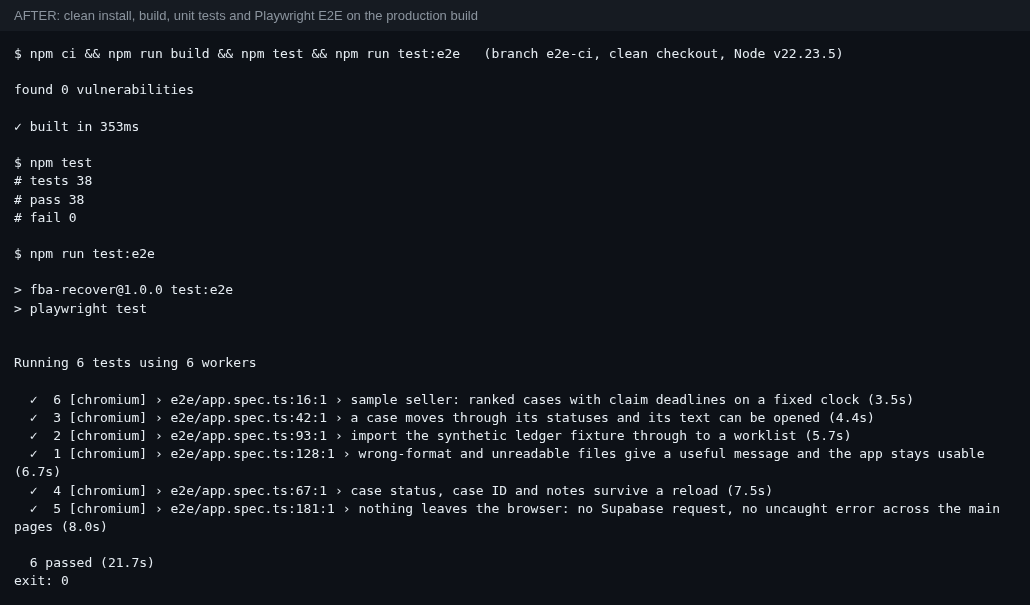 AFTER: clean install, build, unit tests and Playwright E2E on the production build
$ npm ci && npm run build && npm test && npm run test:e2e   (branch e2e-ci, clean checkout, Node v22.23.5)
found 0 vulnerabilities
✓ built in 353ms
$ npm test
# tests 38
# pass 38
# fail 0
$ npm run test:e2e
> fba-recover@1.0.0 test:e2e
> playwright test
Running 6 tests using 6 workers
✓  6 [chromium] › e2e/app.spec.ts:16:1 › sample seller: ranked cases with claim deadlines on a fixed clock (3.5s)
✓  3 [chromium] › e2e/app.spec.ts:42:1 › a case moves through its statuses and its text can be opened (4.4s)
✓  2 [chromium] › e2e/app.spec.ts:93:1 › import the synthetic ledger fixture through to a worklist (5.7s)
✓  1 [chromium] › e2e/app.spec.ts:128:1 › wrong-format and unreadable files give a useful message and the app stays usable
(6.7s)
✓  4 [chromium] › e2e/app.spec.ts:67:1 › case status, case ID and notes survive a reload (7.5s)
✓  5 [chromium] › e2e/app.spec.ts:181:1 › nothing leaves the browser: no Supabase request, no uncaught error across the main
pages (8.0s)
6 passed (21.7s)
exit: 0